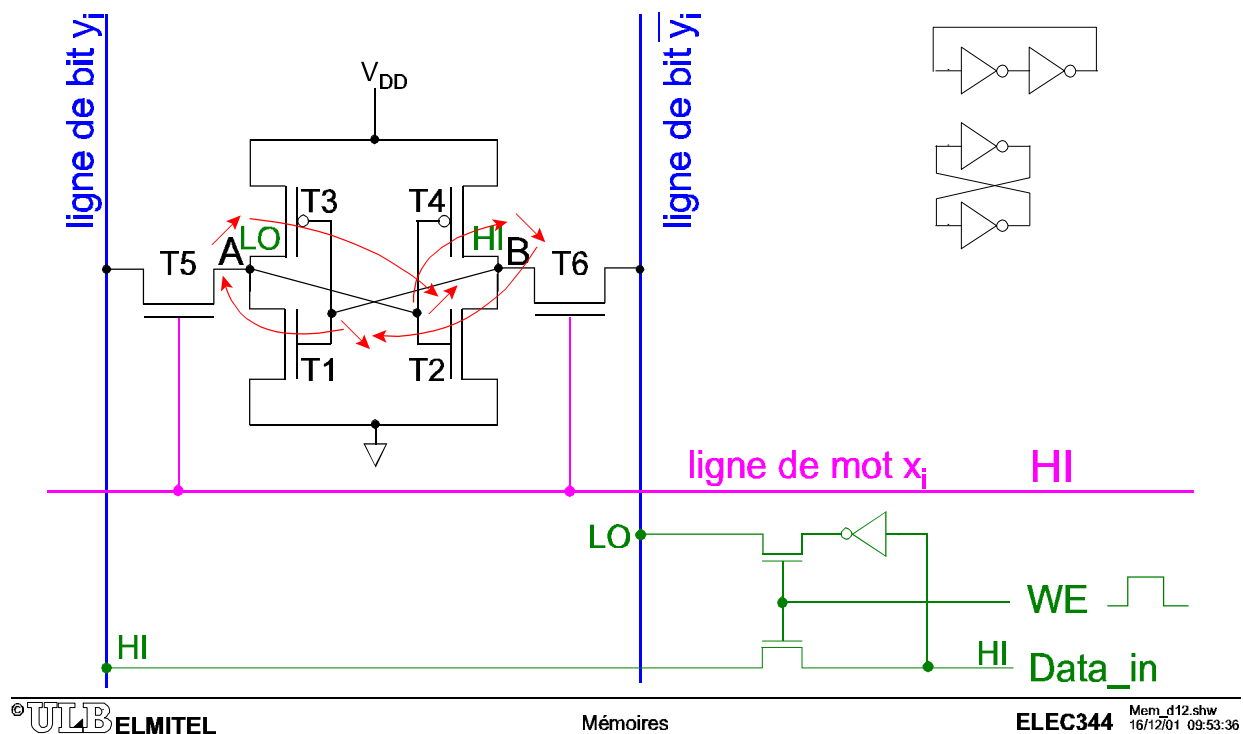 ligne de bit yi
ligne de bit yi
VDD
T3
T4
LO
HI
A
B
T5
T6
T1
T2
ligne de mot xi
HI
LO
WE
HI
HI
Data_in
© ULB ELMITEL
Mémoires
ELEC344
Mem_d12.shw
16/12/01 09:53:36